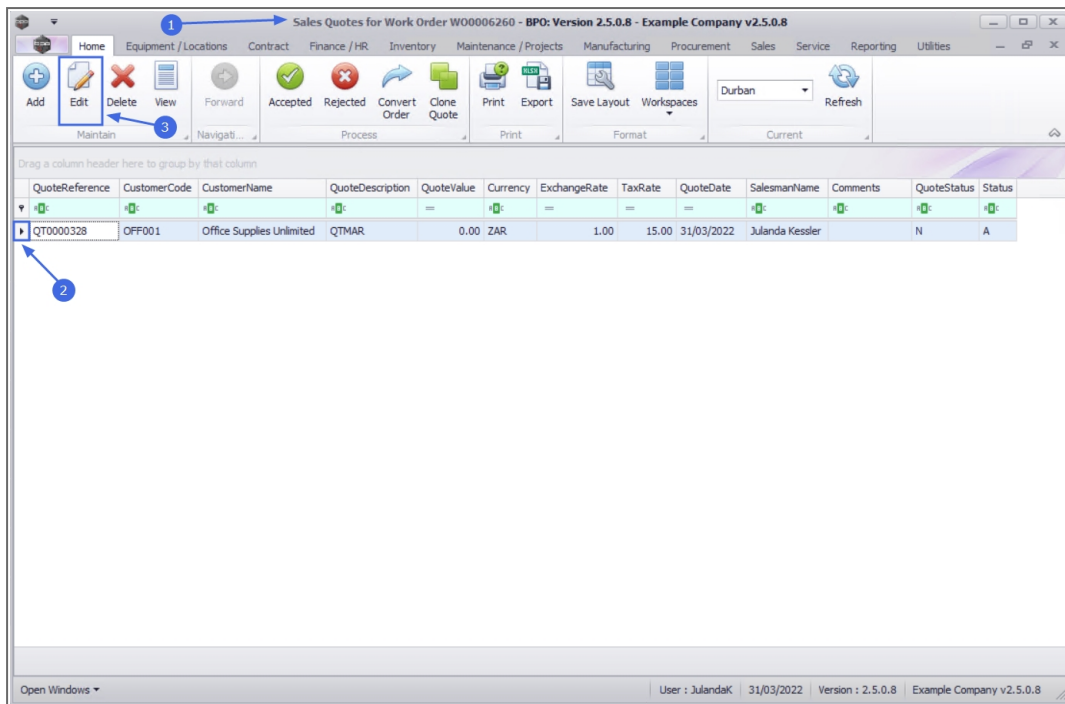 1
Sales Quotes for Work Order WO0006260 - BPO: Version 2.5.0.8 - Example Company v2.5.0.8
Home Equipment / Locations Contract Finance / HR Inventory Maintenance / Projects Manufacturing Procurement Sales Service Reporting Utilities
Add Edit Delete View Forward Accepted Rejected Convert Order Clone Quote Print Export Save Layout Workspaces Durban Refresh
3
Maintain Navigati... Process Print Format Current
Drag a column header here to group by that column
QuoteReference CustomerCode CustomerName QuoteDescription QuoteValue Currency ExchangeRate TaxRate QuoteDate SalesmanName Comments QuoteStatus Status
QT0000328 OFF001 Office Supplies Unlimited QTMAR 0.00 ZAR 1.00 15.00 31/03/2022 Julanda Kessler N A
2
Open Windows User : JulandaK 31/03/2022 Version : 2.5.0.8 Example Company v2.5.0.8